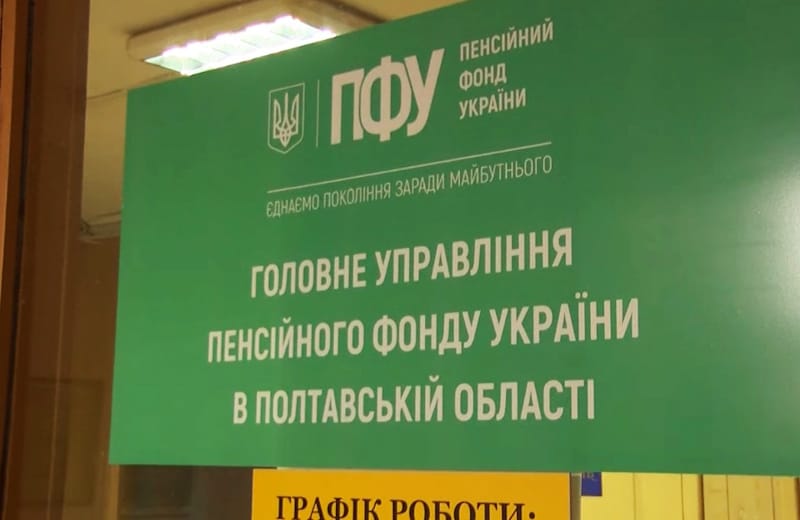 ПФУ
ПЕНСІЙНИЙ
ФОНД
УКРАЇНИ
ЄДНАЄМО ПОКОЛІННЯ ЗАРАДИ МАЙБУТНЬОГО
ГОЛОВНЕ УПРАВЛІННЯ
ПЕНСІЙНОГО ФОНДУ УКРАЇНИ
В ПОЛТАВСЬКІЙ ОБЛАСТІ
ГРАФІК РОБОТИ: